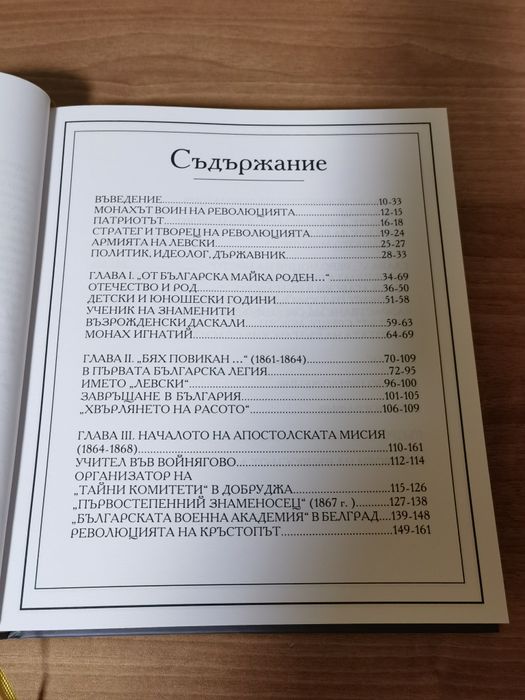 Съдържание
ВЪВЕДЕНИЕ..........10-33
МОНАХЪТ ВОИН НА РЕВОЛЮЦИЯТА..........12-15
ПАТРИОТЪТ..........16-18
СТРАТЕГ И ТВОРЕЦ НА РЕВОЛЮЦИЯТА..........19-24
АРМИЯТА НА ЛЕВСКИ..........25-27
ПОЛИТИК, ИДЕОЛОГ, ДЪРЖАВНИК..........28-33
ГЛАВА I. „ОТ БЪЛГАРСКА МАЙКА РОДЕН...“..........34-69
ОТЕЧЕСТВО И РОД..........36-50
ДЕТСКИ И ЮНОШЕСКИ ГОДИНИ..........51-58
УЧЕНИК НА ЗНАМЕНИТИ
ВЪЗРОЖДЕНСКИ ДАСКАЛИ..........59-63
МОНАХ ИГНАТИЙ..........64-69
ГЛАВА II. „БЯХ ПОВИКАН ...“ (1861-1864)..........70-109
В ПЪРВАТА БЪЛГАРСКА ЛЕГИЯ..........72-95
ИМЕТО „ЛЕВСКИ“..........96-100
ЗАВРЪЩАНЕ В БЪЛГАРИЯ..........101-105
„ХВЪРЛЯНЕТО НА РАСОТО“..........106-109
ГЛАВА III. НАЧАЛОТО НА АПОСТОЛСКАТА МИСИЯ
(1864-1868)..........110-161
УЧИТЕЛ ВЪВ ВОЙНЯГОВО..........112-114
ОРГАНИЗАТОР НА
„ТАЙНИ КОМИТЕТИ“ В ДОБРУДЖА..........115-126
„ПЪРВОСТЕПЕННИЙ ЗНАМЕНОСЕЦ“ (1867 г. )..........127-138
„БЪЛГАРСКАТА ВОЕННА АКАДЕМИЯ“ В БЕЛГРАД....139-148
РЕВОЛЮЦИЯТА НА КРЪСТОПЪТ..........149-161